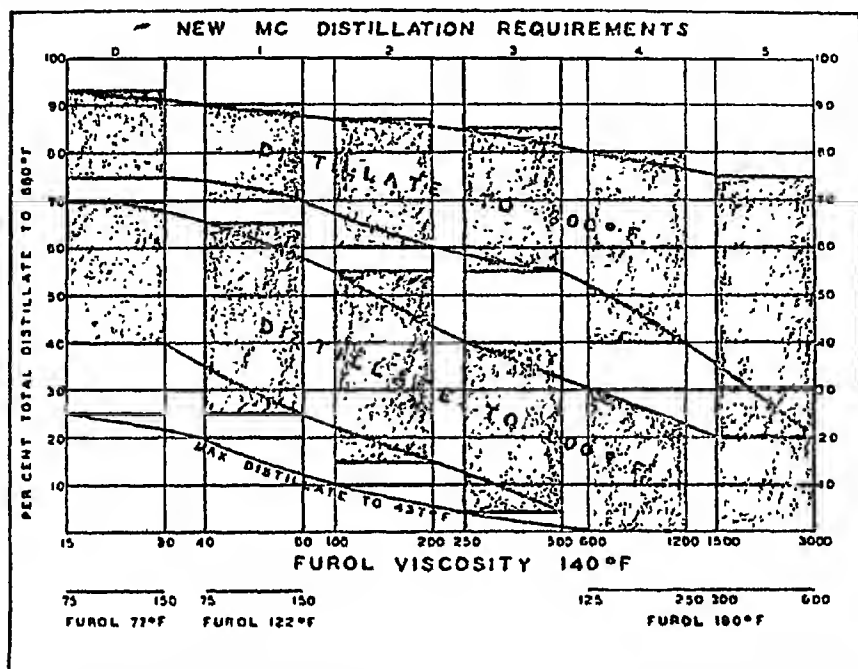 NEW MC DISTILLATION REQUIREMENTS
0 1 2 3 4 5
100 100
90 90
80 80
70 70
60 60
50 50
40 40
30 30
20 20
10 10
PER CENT TOTAL DISTILLATE TO 680°F
MAX DISTILLATE TO 437°F
15 30 40 80 100 200 250 500 600 1200 1500 3000
FUROL VISCOSITY 140°F
75 150 75 150 125 250 300 600
FUROL 77°F FUROL 122°F FUROL 180°F